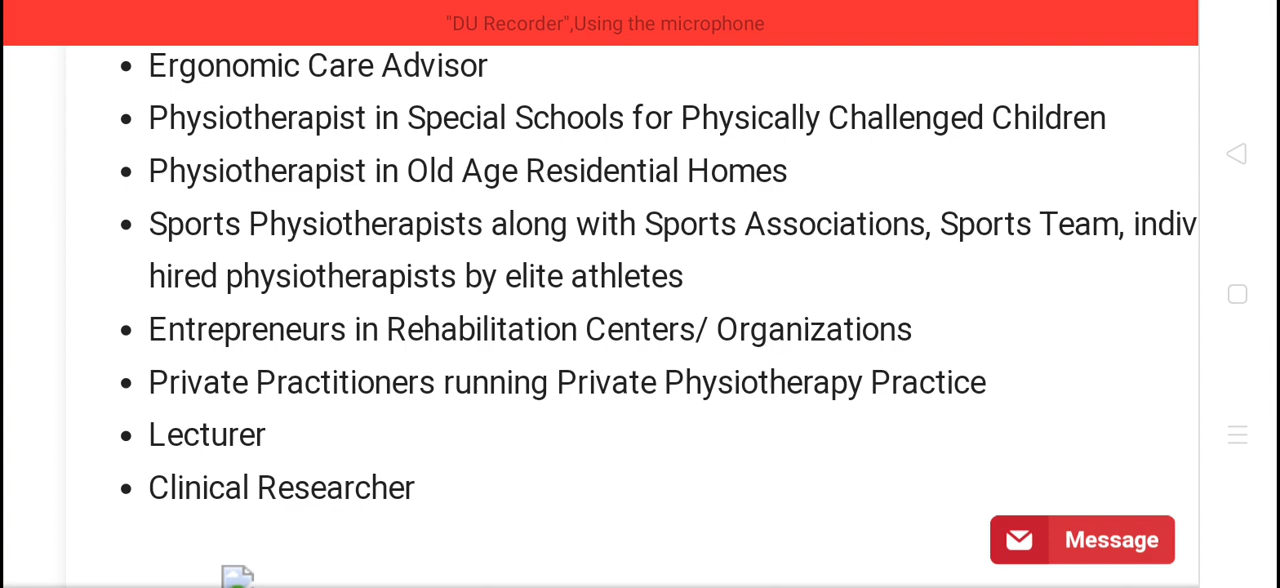 "DU Recorder",Using the microphone
Ergonomic Care Advisor
Physiotherapist in Special Schools for Physically Challenged Children
Physiotherapist in Old Age Residential Homes
Sports Physiotherapists along with Sports Associations, Sports Team, indiv
hired physiotherapists by elite athletes
Entrepreneurs in Rehabilitation Centers/ Organizations
Private Practitioners running Private Physiotherapy Practice
Lecturer
Clinical Researcher
Message